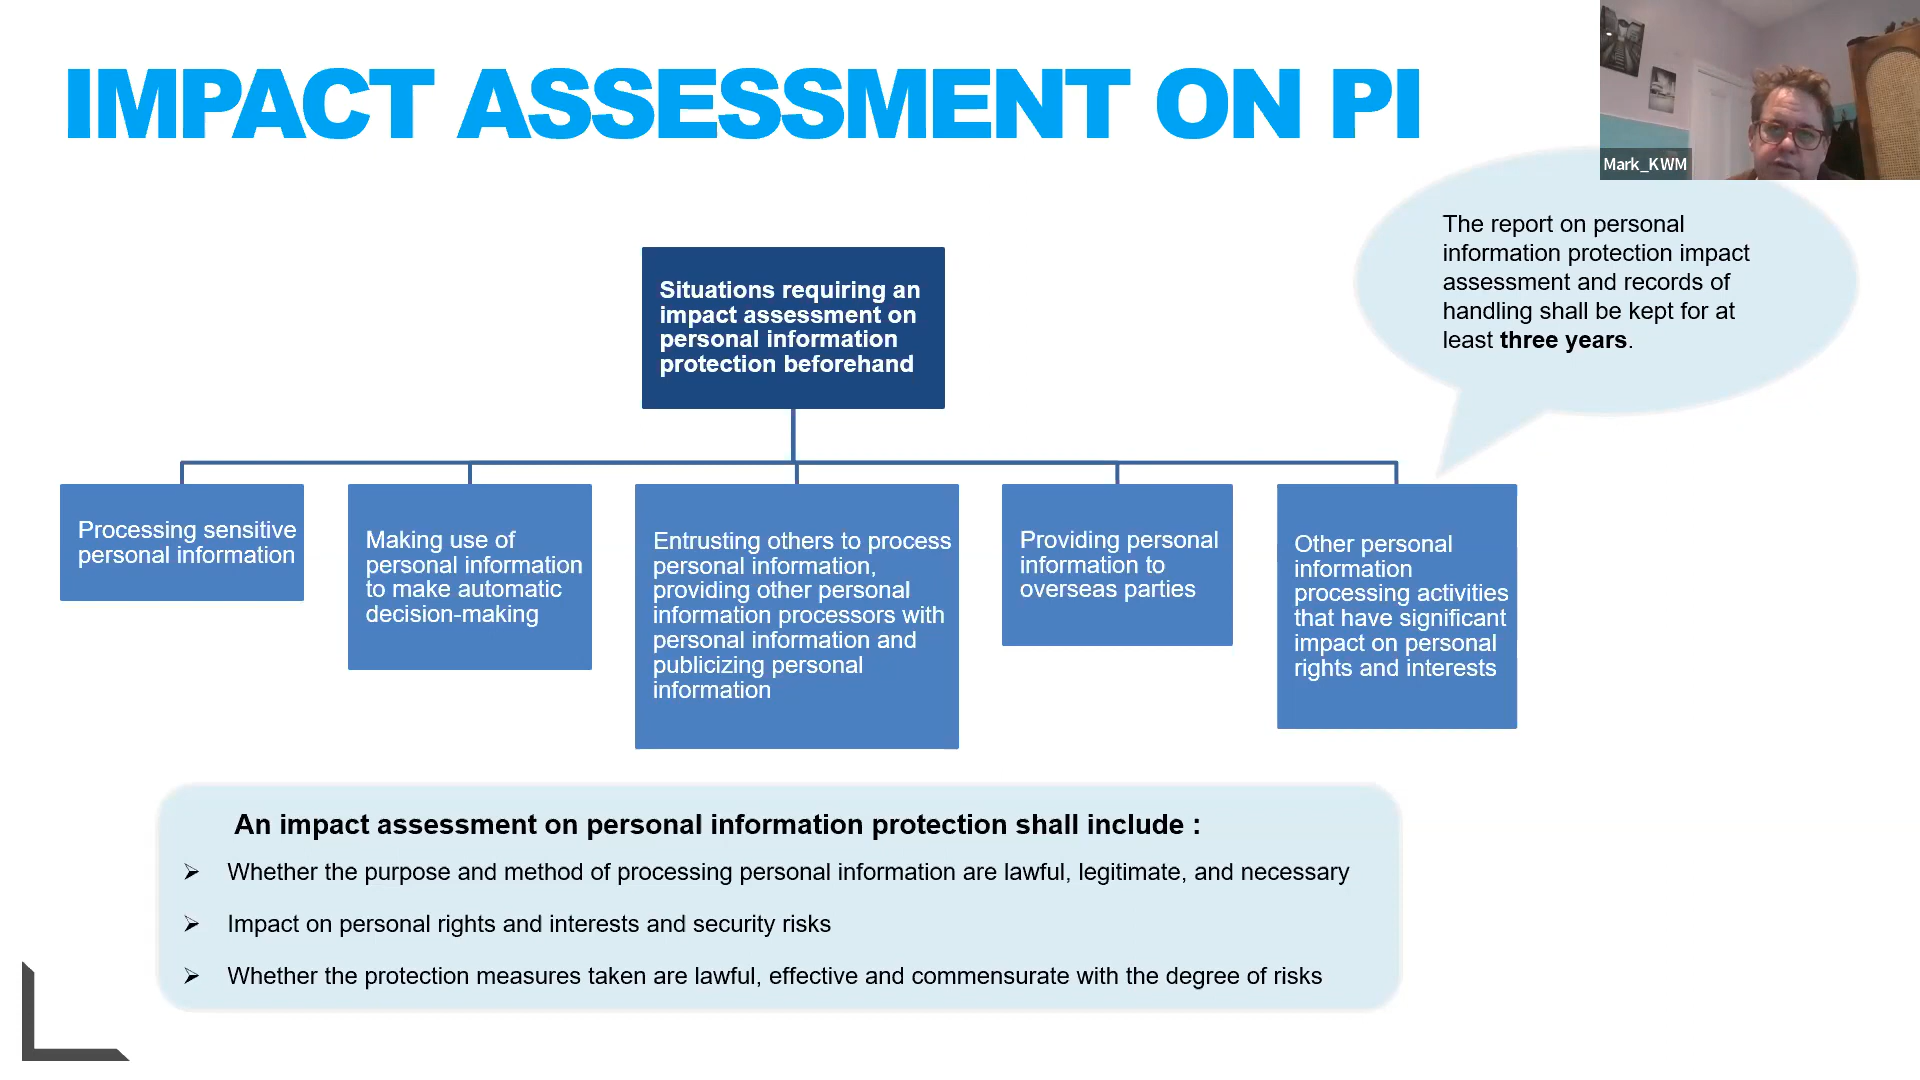 IMPACT ASSESSMENT ON PI
Mark_KWM
The report on personal
information protection impact
assessment and records of
handling shall be kept for at
least three years.
Situations requiring an
impact assessment on
personal information
protection beforehand
Processing sensitive
personal information
Making use of
personal information
to make automatic
decision-making
Entrusting others to process
personal information,
providing other personal
information processors with
personal information and
publicizing personal
information
Providing personal
information to
overseas parties
Other personal
information
processing activities
that have significant
impact on personal
rights and interests
An impact assessment on personal information protection shall include :
➢ Whether the purpose and method of processing personal information are lawful, legitimate, and necessary
➢ Impact on personal rights and interests and security risks
➢ Whether the protection measures taken are lawful, effective and commensurate with the degree of risks